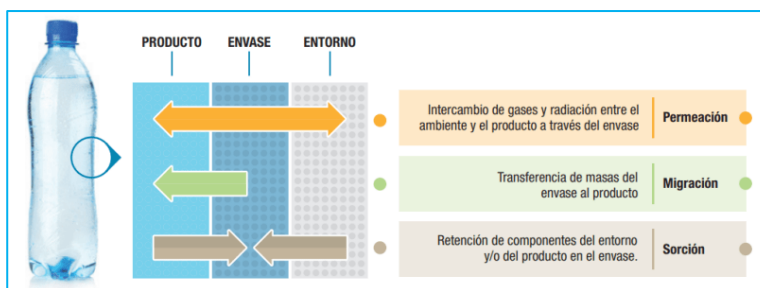 PRODUCTO ENVASE ENTORNO
Intercambio de gases y radiación entre el
ambiente y el producto a través del envase
Permeación
Transferencia de masas del
envase al producto
Migración
Retención de componentes del entorno
y/o del producto en el envase.
Sorción